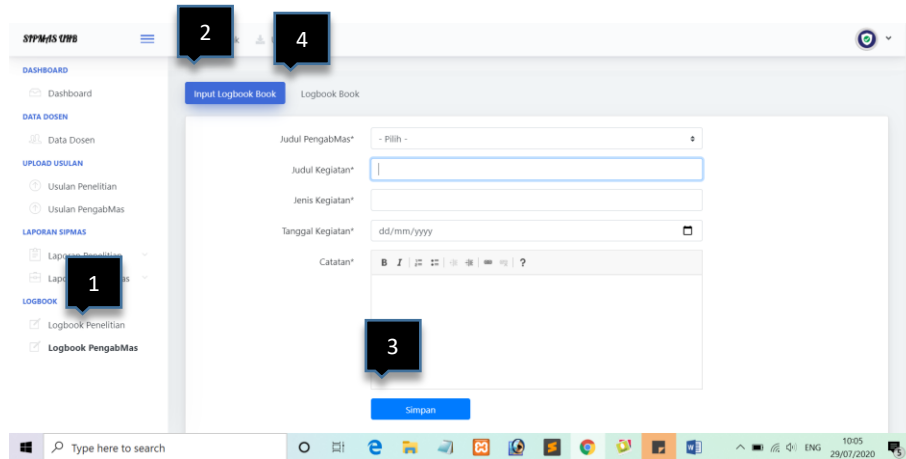 SIPMAS UHB
2
4
DASHBOARD
Dashboard
Input Logbook Book
Logbook Book
DATA DOSEN
Data Dosen
Judul PengabMas*
- Pilih -
UPLOAD USULAN
Judul Kegiatan*
Usulan Penelitian
Jenis Kegiatan*
Usulan PengabMas
LAPORAN SIPMAS
Tanggal Kegiatan*
dd/mm/yyyy
Catatan*
B I ?
1
LOGBOOK
Logbook Penelitian
Logbook PengabMas
3
Simpan
Type here to search
ENG
10:05
29/07/2020
5